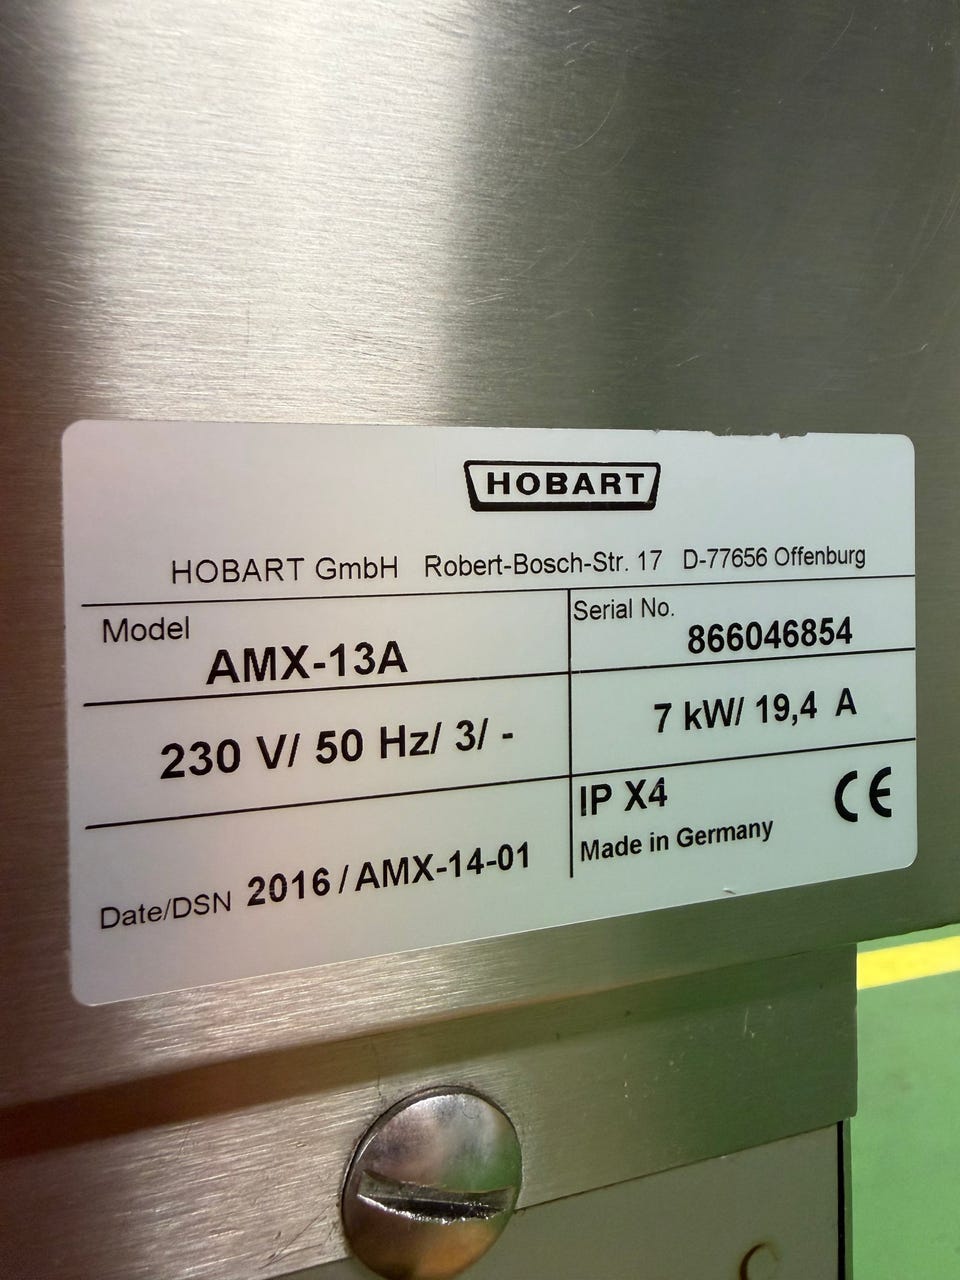 HOBART
HOBART GmbH Robert-Bosch-Str. 17 D-77656 Offenburg
Model
AMX-13A
Serial No.
866046854
230 V/ 50 Hz/ 3/ -
7 kW/ 19,4 A
IP X4
CE
Made in Germany
Date/DSN 2016 / AMX-14-01